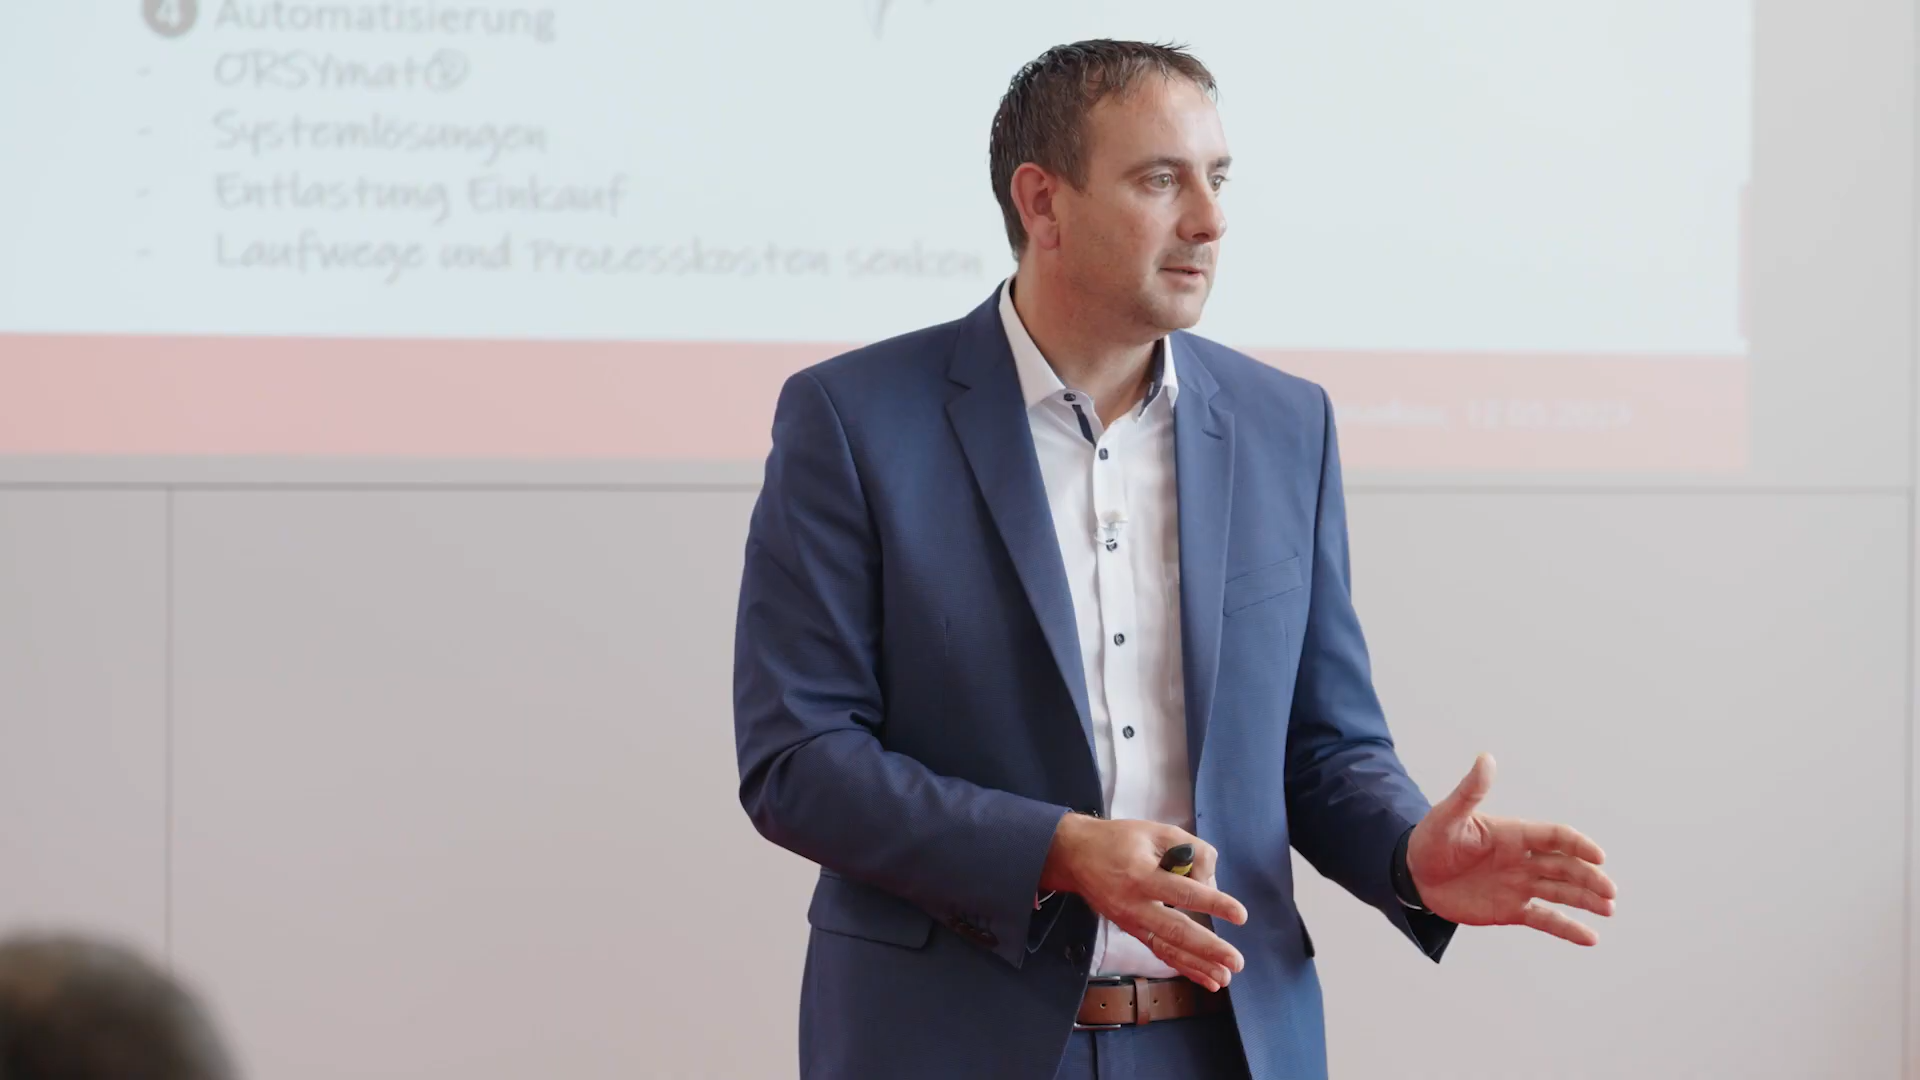 4 Automatisierung
- ORSYmat®
- Systemlösungen
- Entlastung Einkauf
- Laufwege und Prozesskosten senken